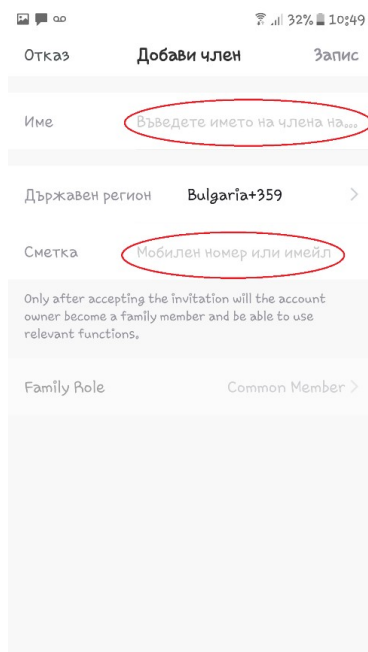 32% 10:49
Отказ Добави член Запис
Име Въведете името на члена на...
Държавен регион Bulgaria+359 >
Сметка Мобилен номер или имейл
Only after accepting the invitation will the account
owner become a family member and be able to use
relevant functions.
Family Role Common Member >